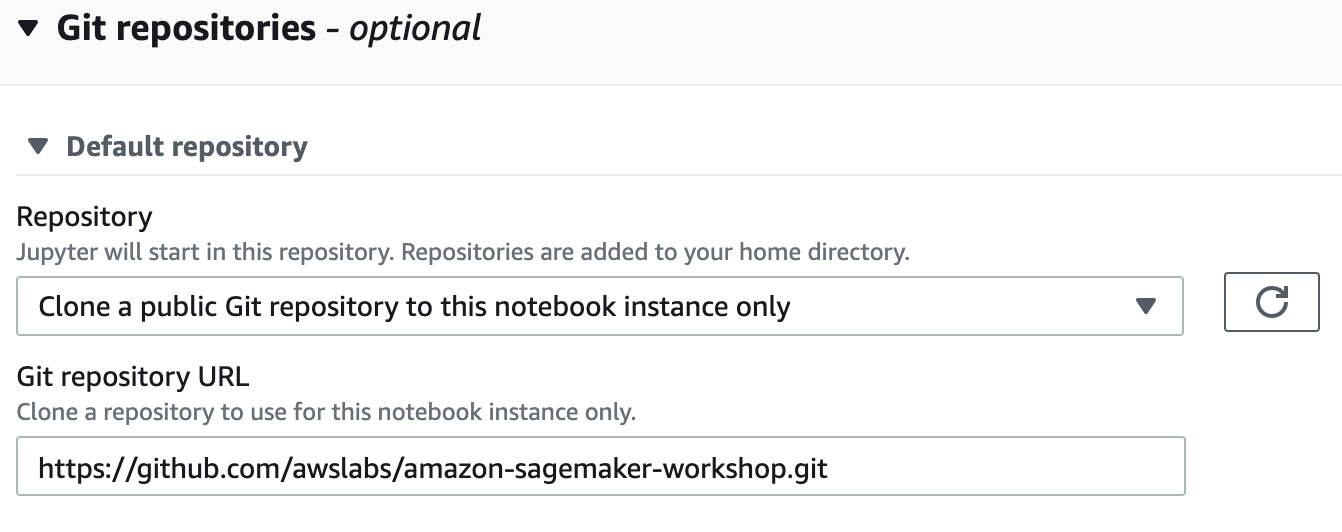 Git repositories - optional
Default repository
Repository
Jupyter will start in this repository. Repositories are added to your home directory.
Clone a public Git repository to this notebook instance only
Git repository URL
Clone a repository to use for this notebook instance only.
https://github.com/awslabs/amazon-sagemaker-workshop.git